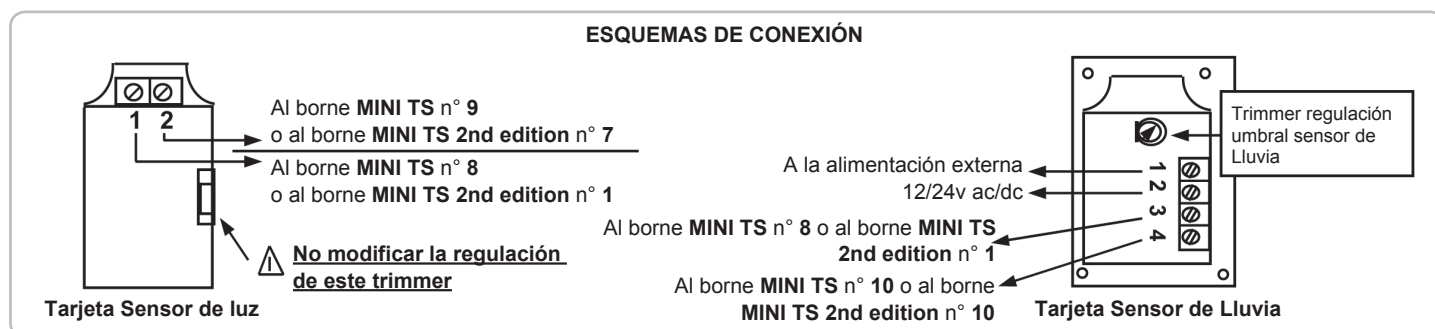 ESQUEMAS DE CONEXIÓN
1 2
Al borne MINI TS n° 9
o al borne MINI TS 2nd edition n° 7
Al borne MINI TS n° 8
o al borne MINI TS 2nd edition n° 1
No modificar la regulación
de este trimmer
Tarjeta Sensor de luz
Trimmer regulación
umbral sensor de
Lluvia
A la alimentación externa
12/24v ac/dc
Al borne MINI TS n° 8 o al borne MINI TS
2nd edition n° 1
Al borne MINI TS n° 10 o al borne
MINI TS 2nd edition n° 10
1
2
3
4
Tarjeta Sensor de Lluvia